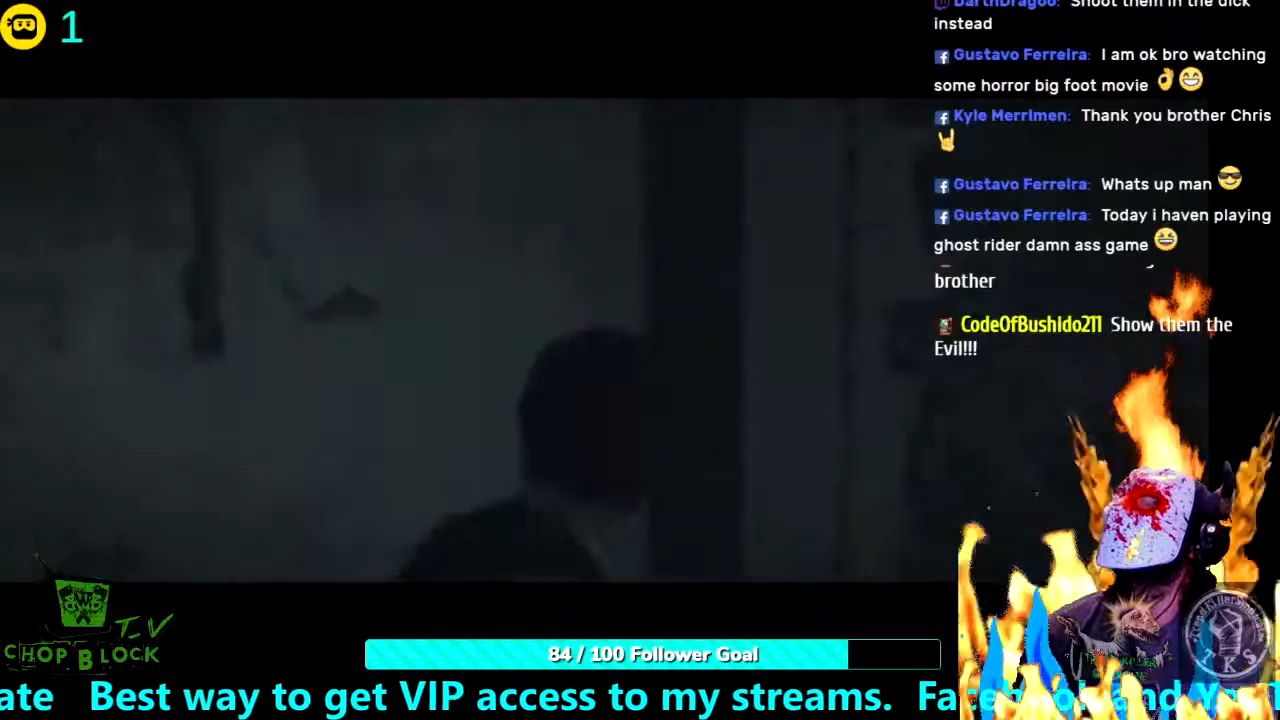 1
DarthDragoo: Shoot them in the dick
instead
Gustavo Ferreira: I am ok bro watching
some horror big foot movie 👌😁
Kyle Merrimen: Thank you brother Chris
🤘
Gustavo Ferreira: Whats up man 😎
Gustavo Ferreira: Today i haven playing
ghost rider damn ass game 😆
brother
CodeOfBushIdo211 Show them the
Evil!!!
T.V
CHOP BLOCK
TKS
84 / 100 Follower Goal
ate Best way to get VIP access to my streams. Facebook and